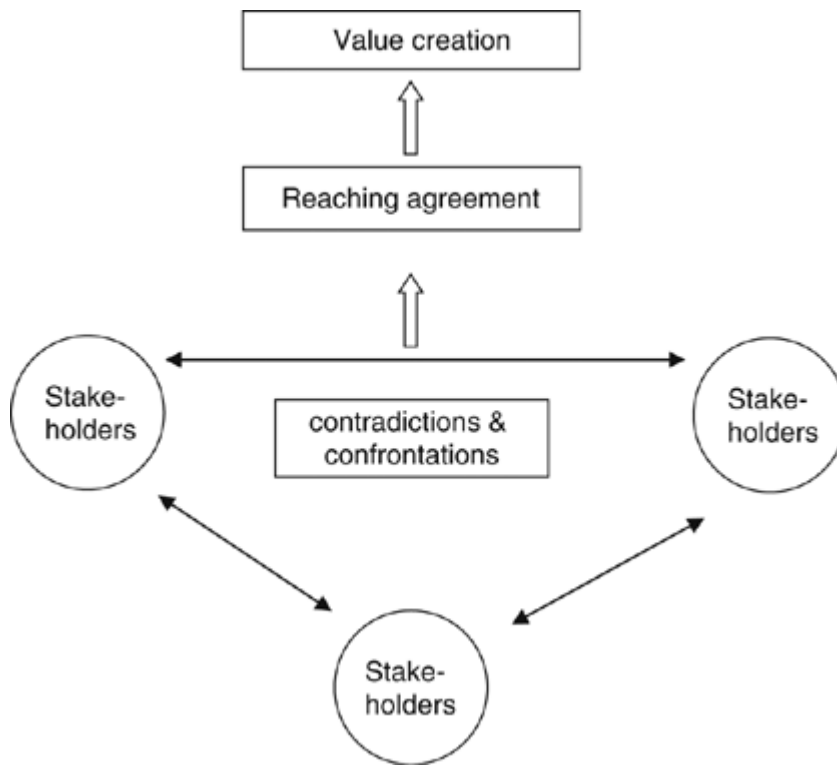 Value creation
Reaching agreement
Stake-
holders
contradictions &
confrontations
Stake-
holders
Stake-
holders